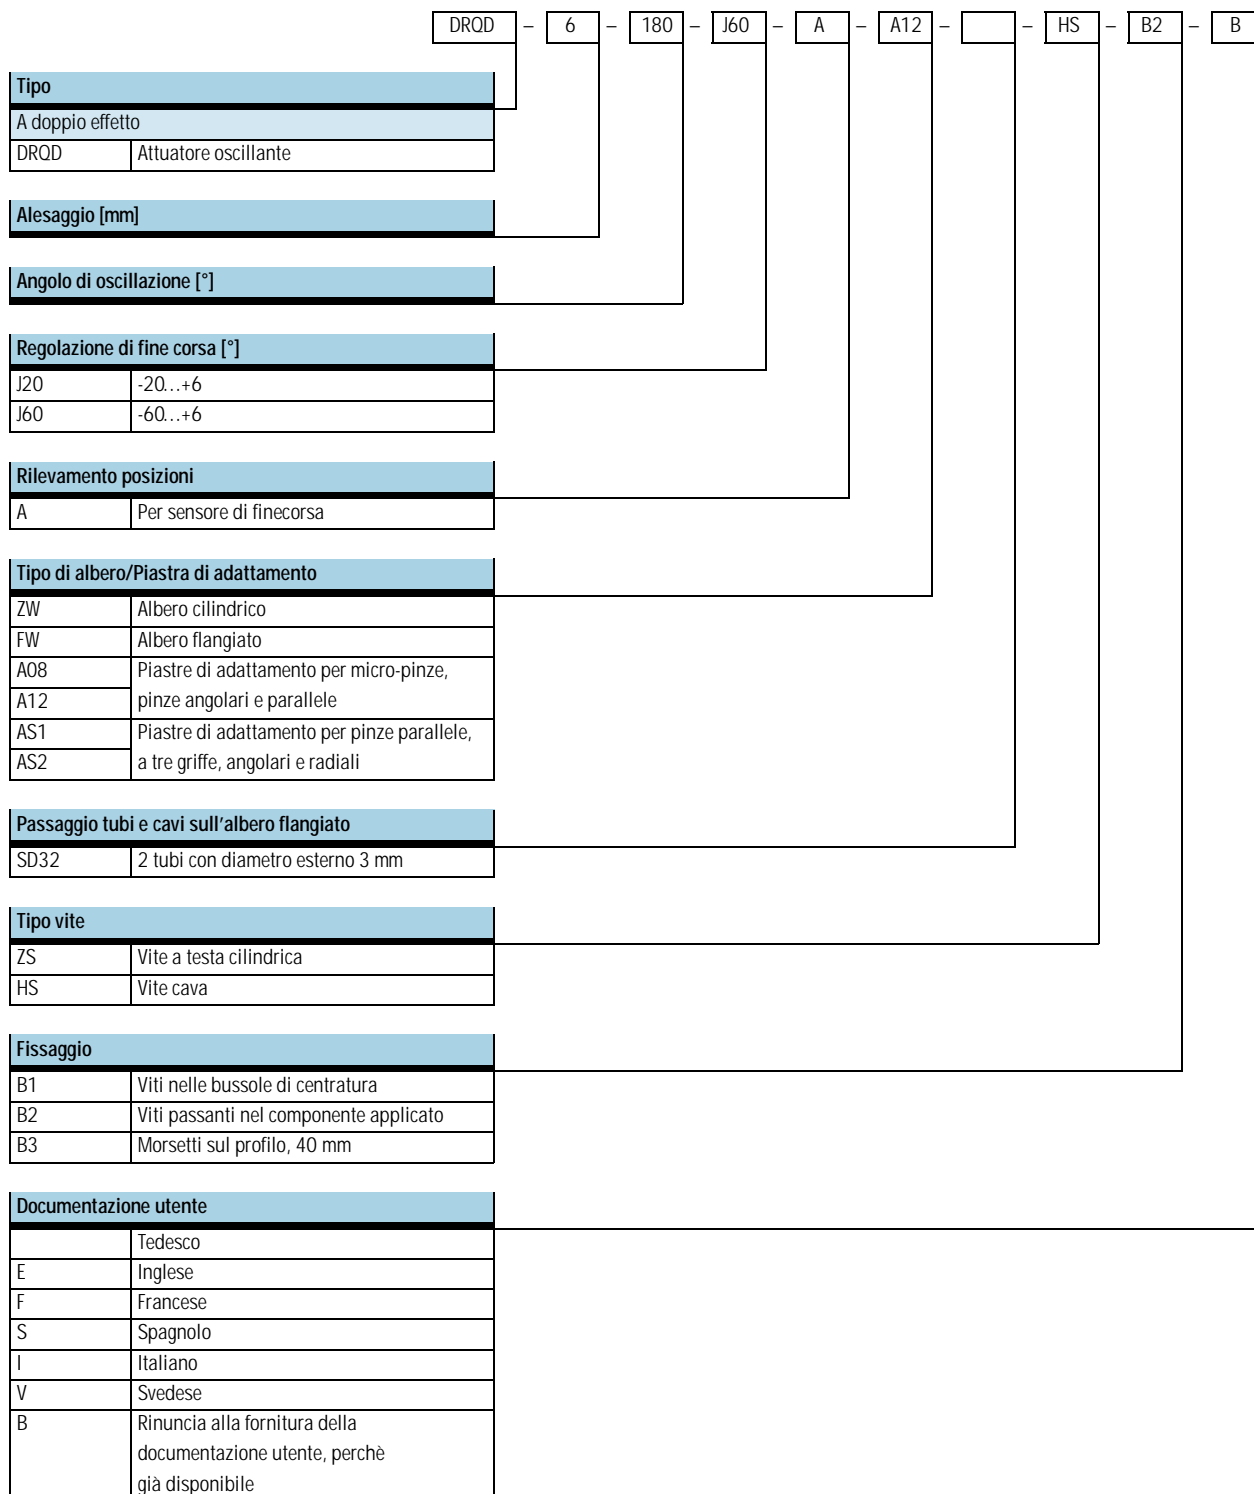 DRQD – 6 – 180 – J60 – A – A12 – – HS – B2 – B
Tipo
A doppio effetto
DRQD Attuatore oscillante
Alesaggio [mm]
Angolo di oscillazione [°]
Regolazione di fine corsa [°]
J20 -20…+6
J60 -60…+6
Rilevamento posizioni
A Per sensore di finecorsa
Tipo di albero/Piastra di adattamento
ZW Albero cilindrico
FW Albero flangiato
A08 Piastre di adattamento per micro-pinze,
A12 pinze angolari e parallele
AS1 Piastre di adattamento per pinze parallele,
AS2 a tre griffe, angolari e radiali
Passaggio tubi e cavi sull'albero flangiato
SD32 2 tubi con diametro esterno 3 mm
Tipo vite
ZS Vite a testa cilindrica
HS Vite cava
Fissaggio
B1 Viti nelle bussole di centratura
B2 Viti passanti nel componente applicato
B3 Morsetti sul profilo, 40 mm
Documentazione utente
Tedesco
E Inglese
F Francese
S Spagnolo
I Italiano
V Svedese
B Rinuncia alla fornitura della
documentazione utente, perchè
già disponibile